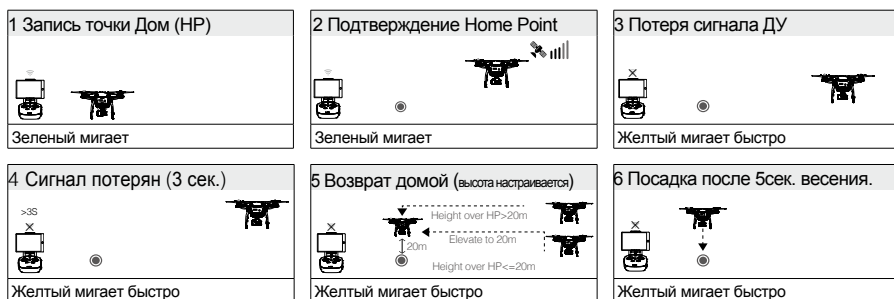 1 Запись точки Дом (HP)
Зеленый мигает
2 Подтверждение Home Point
Зеленый мигает
3 Потеря сигнала ДУ
Желтый мигает быстро
4 Сигнал потерян (3 сек.)
>3S
Желтый мигает быстро
5 Возврат домой (высота настраивается)
Height over HP>20m
Elevate to 20m
20m
Height over HP<=20m
Желтый мигает быстро
6 Посадка после 5сек. весения.
Желтый мигает быстро